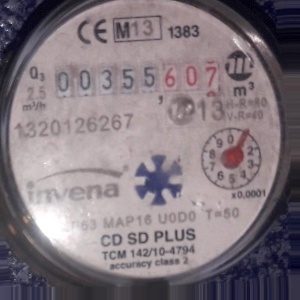 CE M13 1383
Q3 2.5 m³/h
00355,607 m³
m 13 H-R=80
V-R=40
1320126267
invena
x0,0001
P63 MAP16 U0D0 T=50
CD SD PLUS
TCM 142/10-4794
accuracy class 2